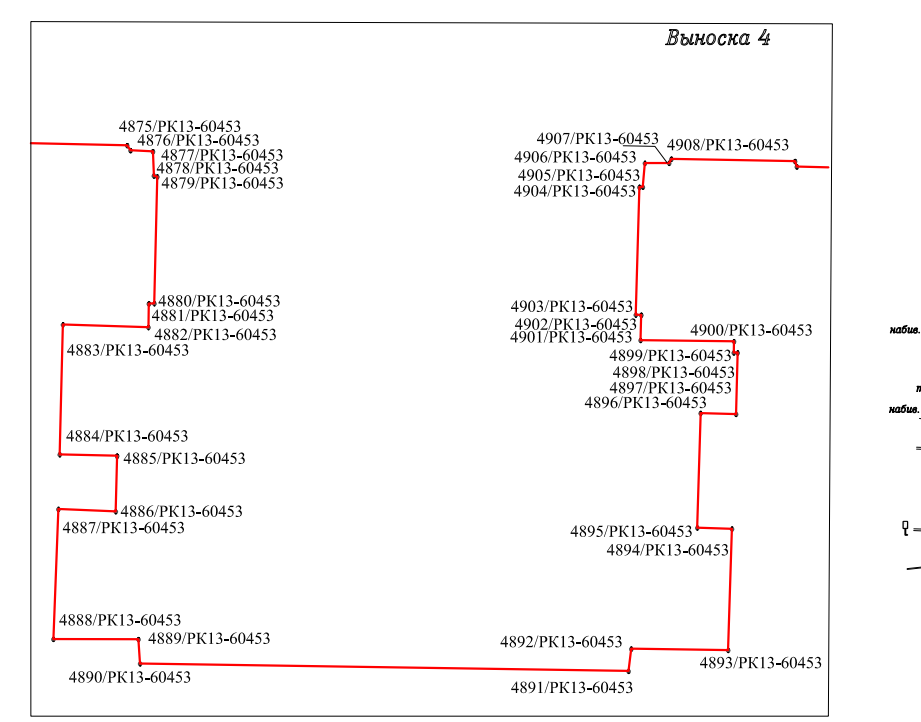 Выноска 4
4875/РК13-60453
4876/РК13-60453
4877/РК13-60453
4878/РК13-60453
4879/РК13-60453
4907/РК13-60453
4908/РК13-60453
4906/РК13-60453
4905/РК13-60453
4904/РК13-60453
4880/РК13-60453
4881/РК13-60453
4882/РК13-60453
4883/РК13-60453
4903/РК13-60453
4902/РК13-60453
4901/РК13-60453
4900/РК13-60453
4899/РК13-60453
4898/РК13-60453
4897/РК13-60453
4896/РК13-60453
набив.
набив.
4884/РК13-60453
4885/РК13-60453
4886/РК13-60453
4887/РК13-60453
4895/РК13-60453
4894/РК13-60453
4888/РК13-60453
4889/РК13-60453
4890/РК13-60453
4892/РК13-60453
4893/РК13-60453
4891/РК13-60453